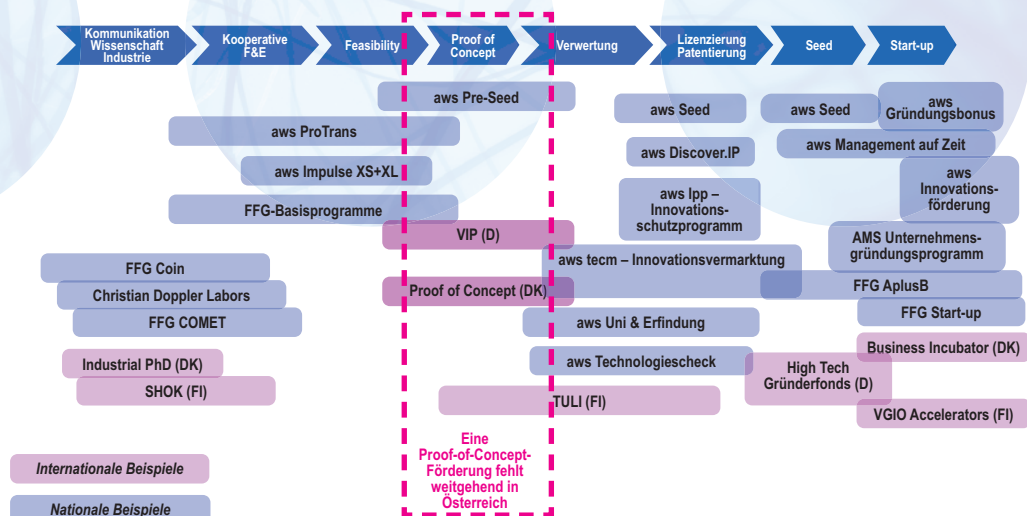 Kommunikation
Wissenschaft
Industrie
Kooperative
F&E
Feasibility
Proof of
Concept
Verwertung
Lizenzierung
Patentierung
Seed
Start-up
aws Pre-Seed
aws Seed
aws Seed
aws
Gründungsbonus
aws ProTrans
aws Discover.IP
aws Management auf Zeit
aws Impulse XS+XL
aws Ipp –
Innovations-
schutzprogramm
aws
Innovations-
förderung
FFG-Basisprogramme
VIP (D)
AMS Unternehmens-
gründungsprogramm
FFG Coin
aws tecm – Innovationsvermarktung
Christian Doppler Labors
Proof of Concept (DK)
FFG AplusB
FFG COMET
aws Uni & Erfindung
FFG Start-up
Industrial PhD (DK)
aws Technologiescheck
Business Incubator (DK)
SHOK (FI)
High Tech
Gründerfonds (D)
TULI (FI)
VGIO Accelerators (FI)
Eine
Proof-of-Concept-
Förderung fehlt
weitgehend in
Österreich
Internationale Beispiele
Nationale Beispiele